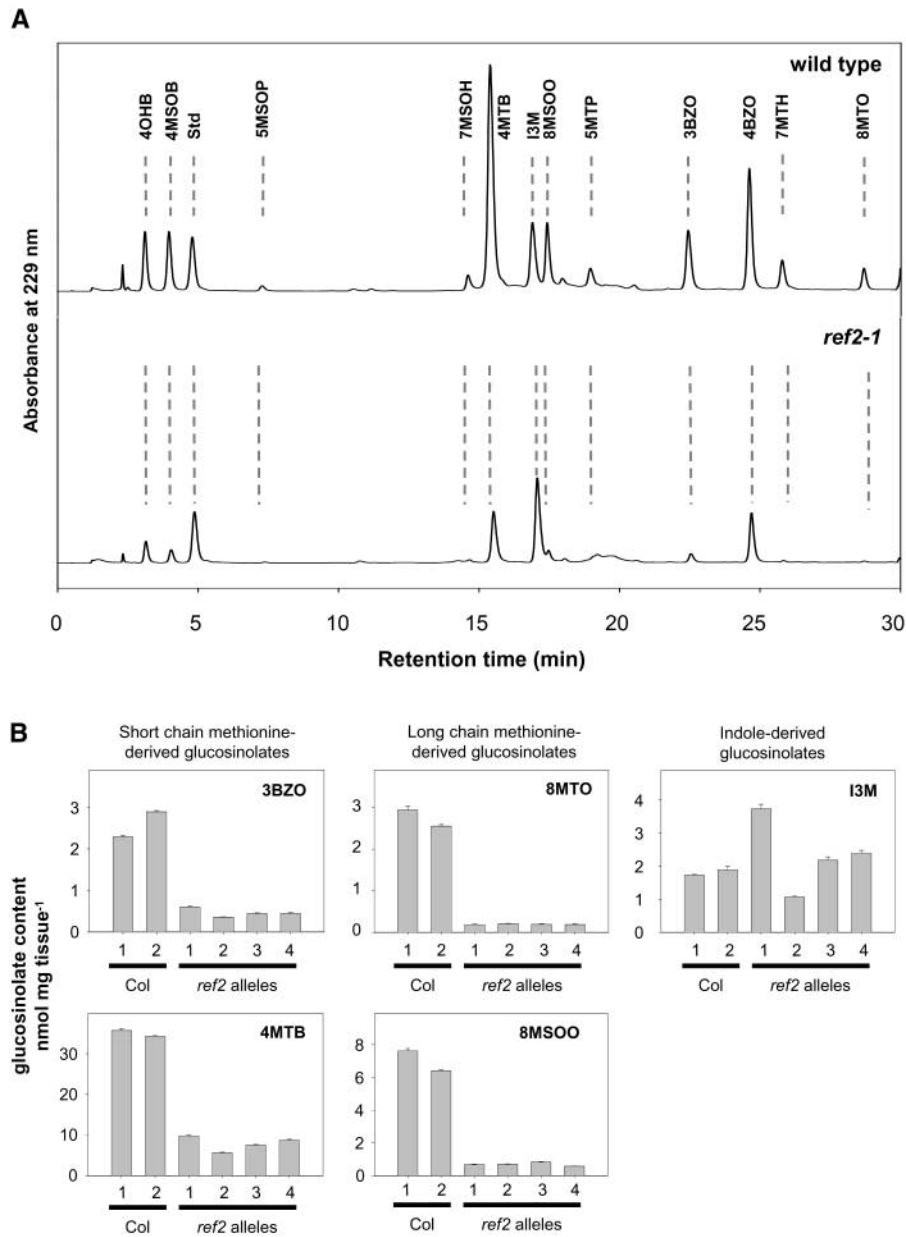 A
wild type
4OHB
4MSOB
Std
5MSOP
7MSOH
4MTB
I3M
8MSOO
5MTP
3BZO
4BZO
7MTH
8MTO
Absorbance at 229 nm
ref2-1
0 5 10 15 20 25 30
Retention time (min)
B
Short chain methionine-
derived glucosinolates
Long chain methionine-
derived glucosinolates
Indole-derived
glucosinolates
glucosinolate content
nmol mg tissue-1
3BZO
3
2
1
0
1 2 1 2 3 4
Col ref2 alleles
8MTO
3
2
1
0
1 2 1 2 3 4
Col ref2 alleles
I3M
4
3
2
1
0
1 2 1 2 3 4
Col ref2 alleles
4MTB
30
20
10
0
1 2 1 2 3 4
Col ref2 alleles
8MSOO
8
6
4
2
0
1 2 1 2 3 4
Col ref2 alleles